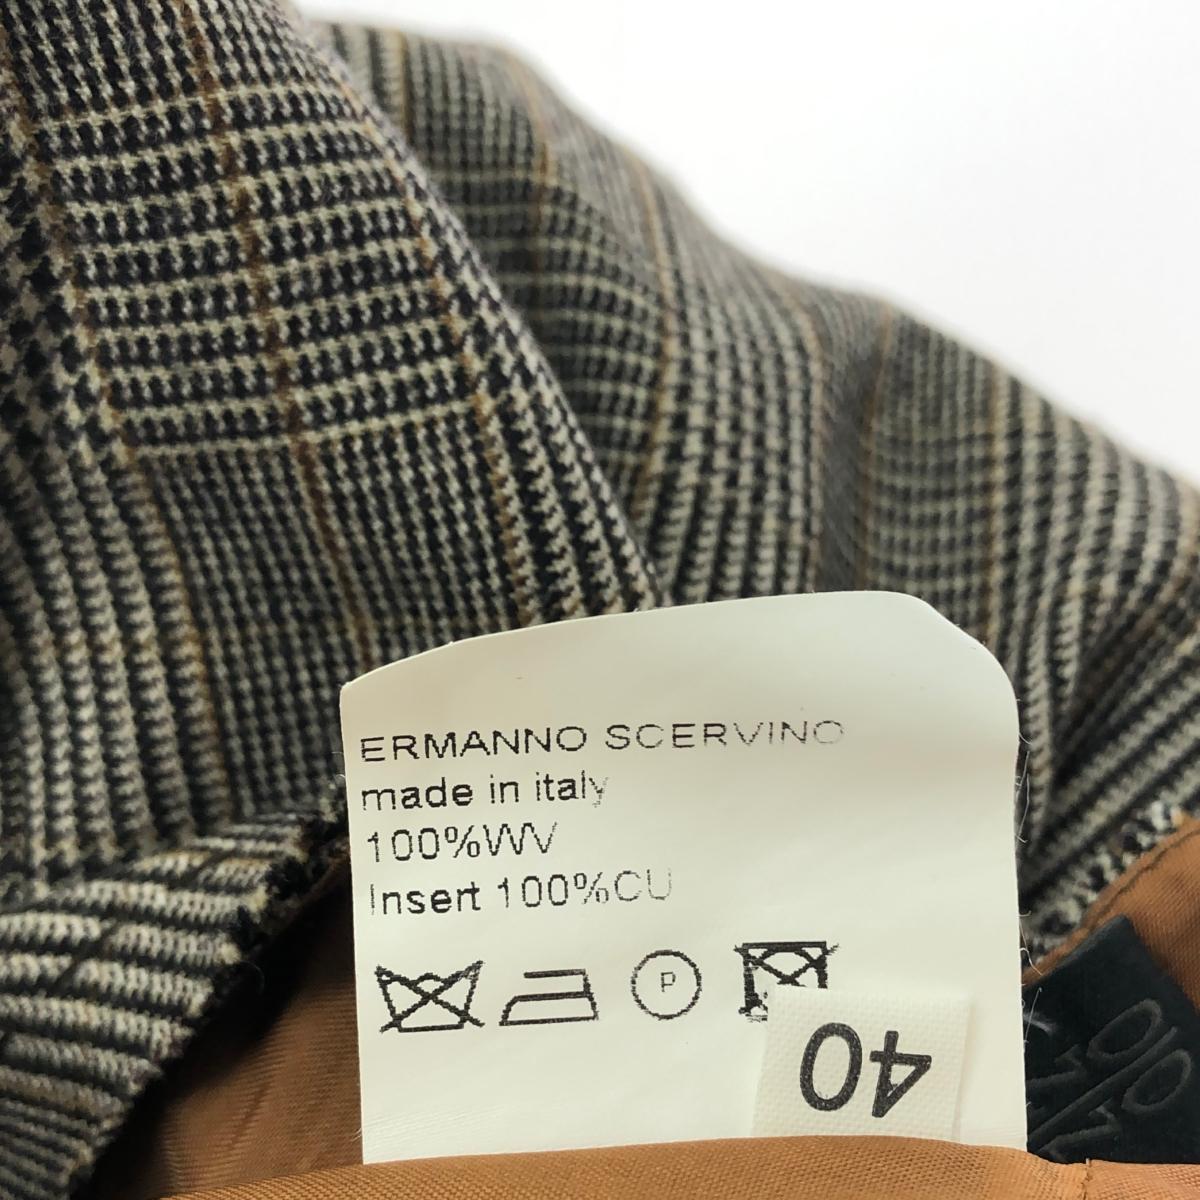 ERMANNO SCERVINO
made in italy
100%WV
Insert 100%CU
P
40